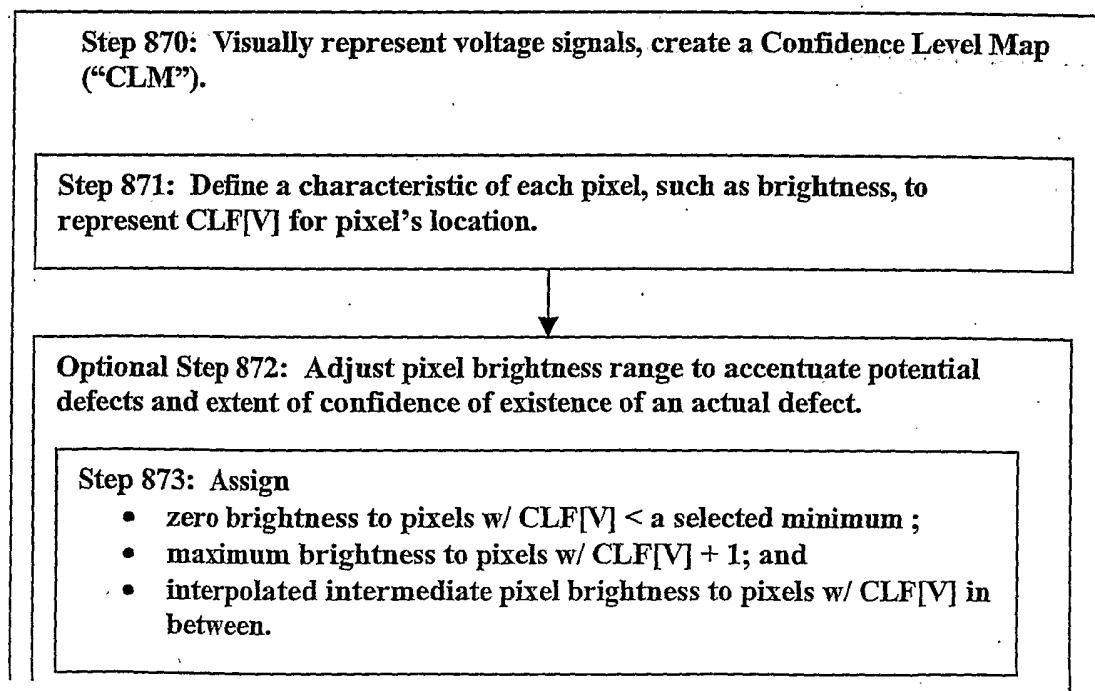 Step 870: Visually represent voltage signals, create a Confidence Level Map
(“CLM”).
Step 871: Define a characteristic of each pixel, such as brightness, to
represent CLF[V] for pixel’s location.
Optional Step 872: Adjust pixel brightness range to accentuate potential
defects and extent of confidence of existence of an actual defect.
Step 873: Assign
• zero brightness to pixels w/ CLF[V] < a selected minimum ;
• maximum brightness to pixels w/ CLF[V] + 1; and
• interpolated intermediate pixel brightness to pixels w/ CLF[V] in
between.